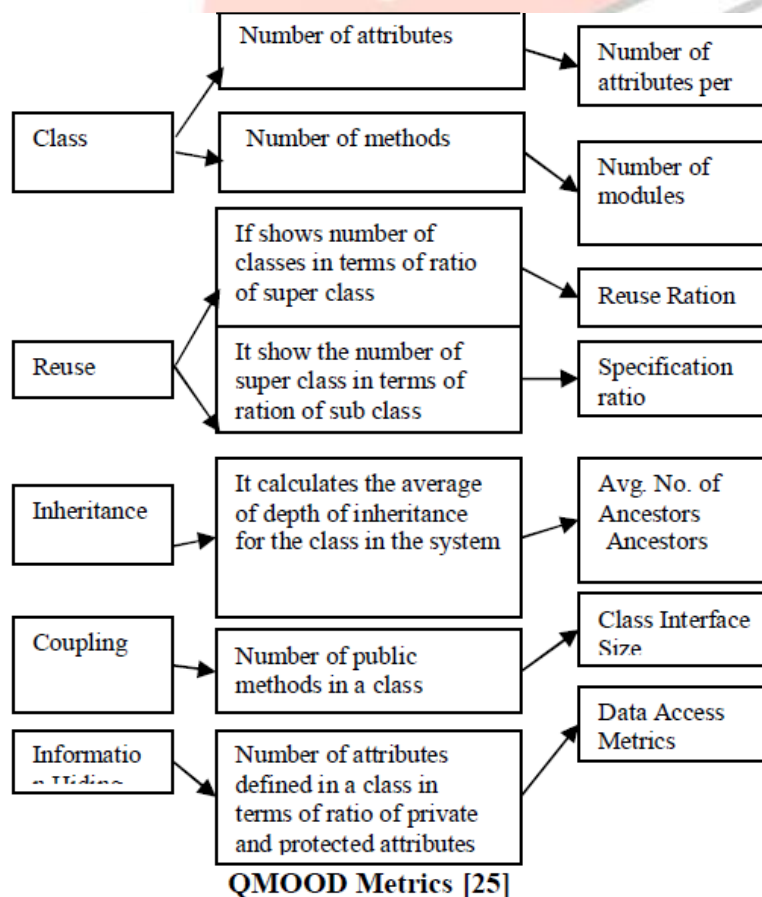 Number of attributes
Number of
attributes per
Class
Number of methods
Number of
modules
If shows number of
classes in terms of ratio
of super class
Reuse Ration
Reuse
It show the number of
super class in terms of
ration of sub class
Specification
ratio
Inheritance
It calculates the average
of depth of inheritance
for the class in the system
Avg. No. of
Ancestors
Ancestors
Coupling
Number of public
methods in a class
Class Interface
Size
Informatio
n Hiding
Number of attributes
defined in a class in
terms of ratio of private
and protected attributes
Data Access
Metrics
QMOOD Metrics [25]